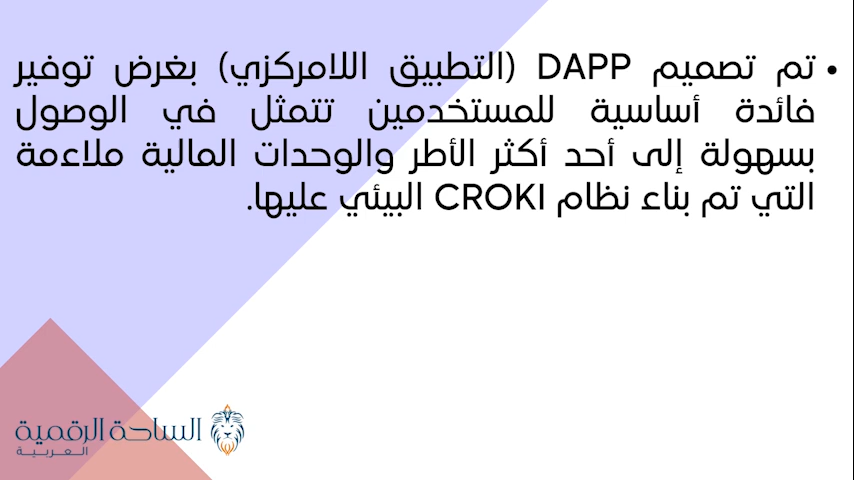 • تم تصميم DAPP (التطبيق اللامركزي) بغرض توفير
فائدة أساسية للمستخدمين تتمثل في الوصول
بسهولة إلى أحد أكثر الأطر والوحدات المالية ملاءمة
التي تم بناء نظام CROKI البيئي عليها.
الساحة الرقمية
العربية